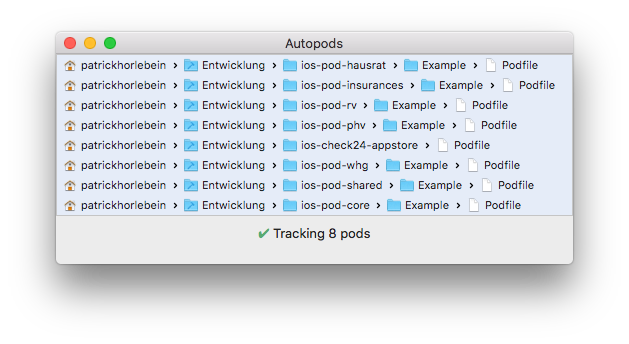 Autopods
patrickhorlebein › Entwicklung › ios-pod-hausrat › Example › Podfile
patrickhorlebein › Entwicklung › ios-pod-insurances › Example › Podfile
patrickhorlebein › Entwicklung › ios-pod-rv › Example › Podfile
patrickhorlebein › Entwicklung › ios-pod-phv › Example › Podfile
patrickhorlebein › Entwicklung › ios-check24-appstore › Podfile
patrickhorlebein › Entwicklung › ios-pod-whg › Example › Podfile
patrickhorlebein › Entwicklung › ios-pod-shared › Example › Podfile
patrickhorlebein › Entwicklung › ios-pod-core › Example › Podfile
✔ Tracking 8 pods